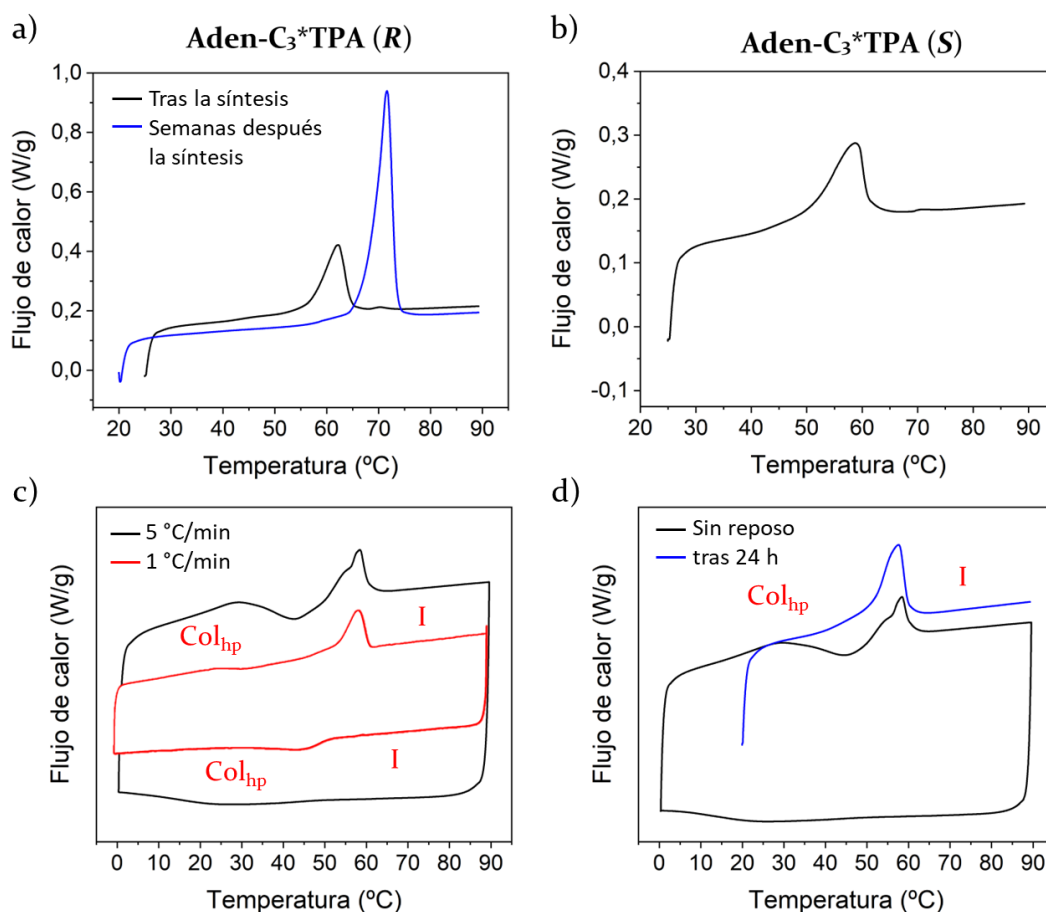 a)
Aden-C₃*TPA (R)
Tras la síntesis
Semanas después
la síntesis
Flujo de calor (W/g)
1,0
0,8
0,6
0,4
0,2
0,0
20 30 40 50 60 70 80 90
Temperatura (ºC)
b)
Aden-C₃*TPA (S)
Flujo de calor (W/g)
0,4
0,3
0,2
0,1
0,0
-0,1
20 30 40 50 60 70 80 90
Temperatura (ºC)
c)
5 °C/min
1 °C/min
Flujo de calor (W/g)
Colhp
I
Colhp
I
0 10 20 30 40 50 60 70 80 90
Temperatura (ºC)
d)
Sin reposo
tras 24 h
Flujo de calor (W/g)
Colhp
I
0 10 20 30 40 50 60 70 80 90
Temperatura (ºC)